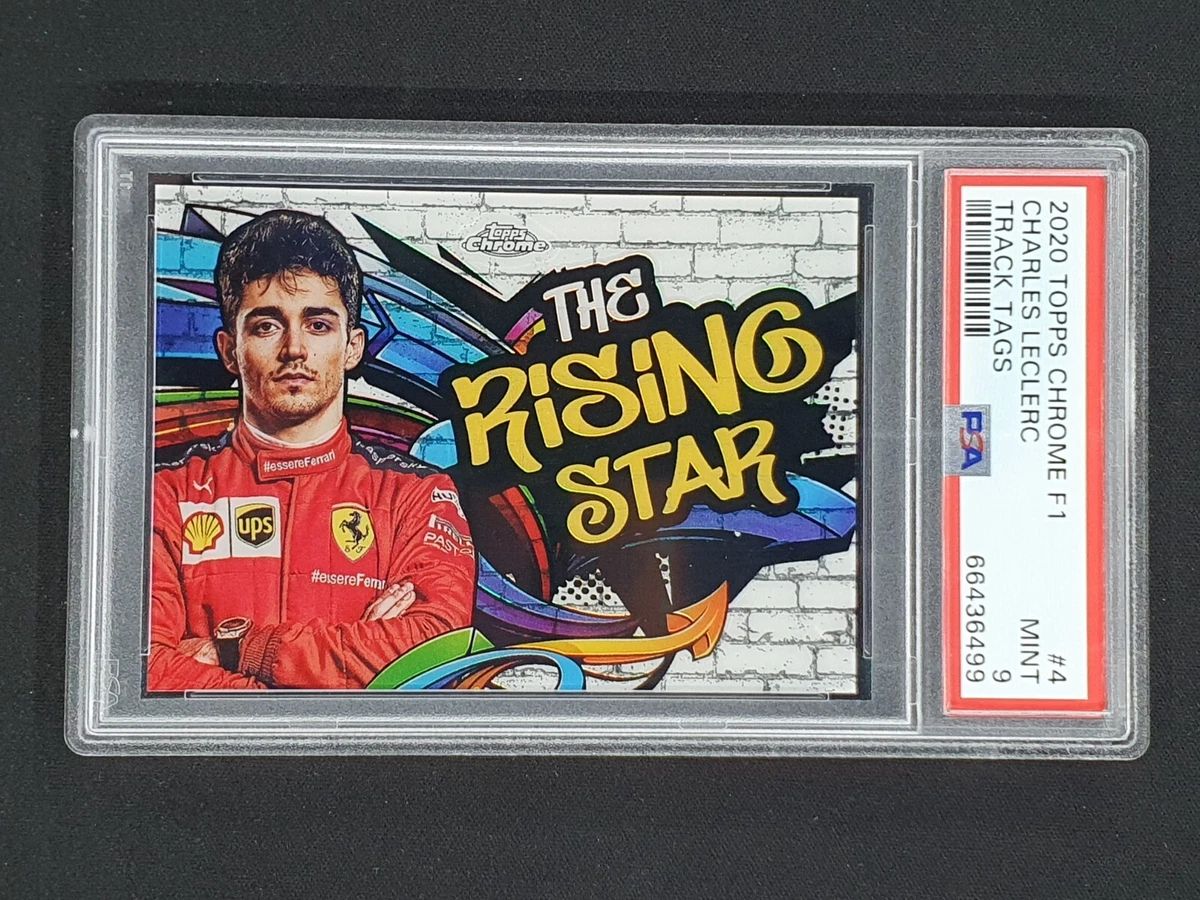 topps
Chrome
THE
RISING
STAR
#essereFerrari
ups
#essereFerrar
2020 TOPPS CHROME F1
#4
CHARLES LECLERC
MINT
TRACK TAGS
9
66436499
PSA